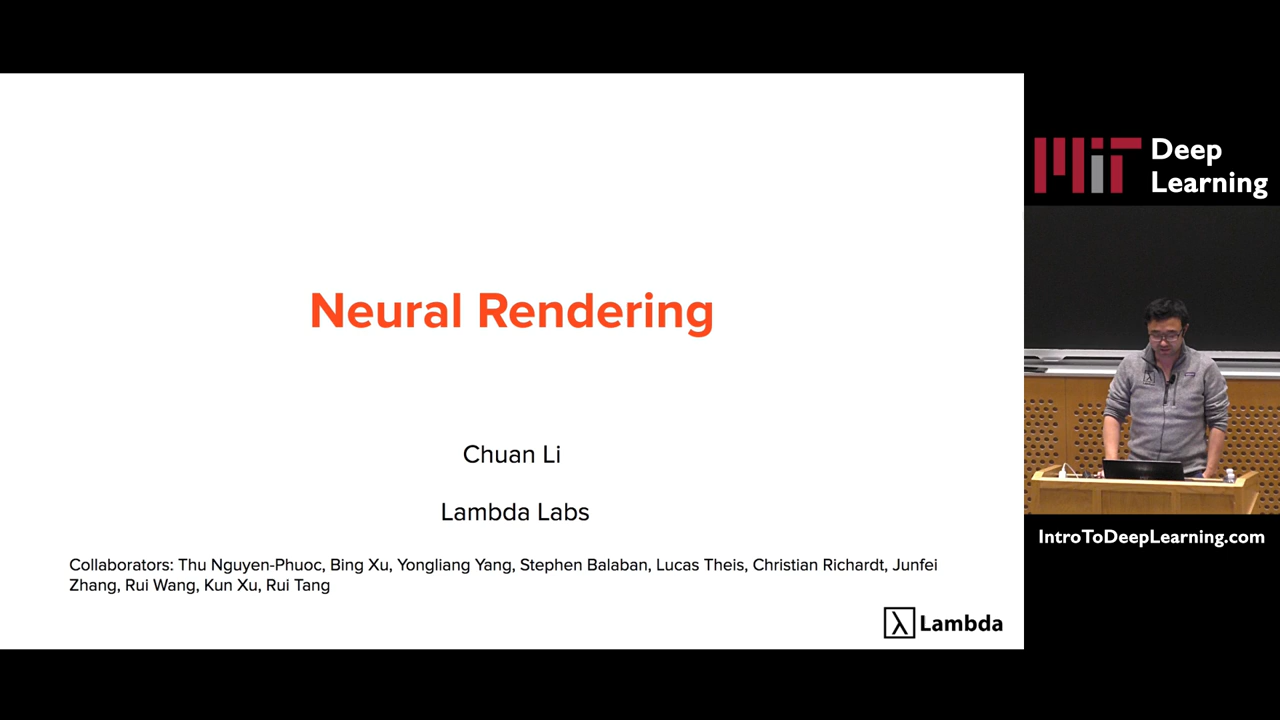 Neural Rendering
Chuan Li
Lambda Labs
Collaborators: Thu Nguyen-Phuoc, Bing Xu, Yongliang Yang, Stephen Balaban, Lucas Theis, Christian Richardt, Junfei
Zhang, Rui Wang, Kun Xu, Rui Tang
λ Lambda
MIT Deep
Learning
IntroToDeepLearning.com